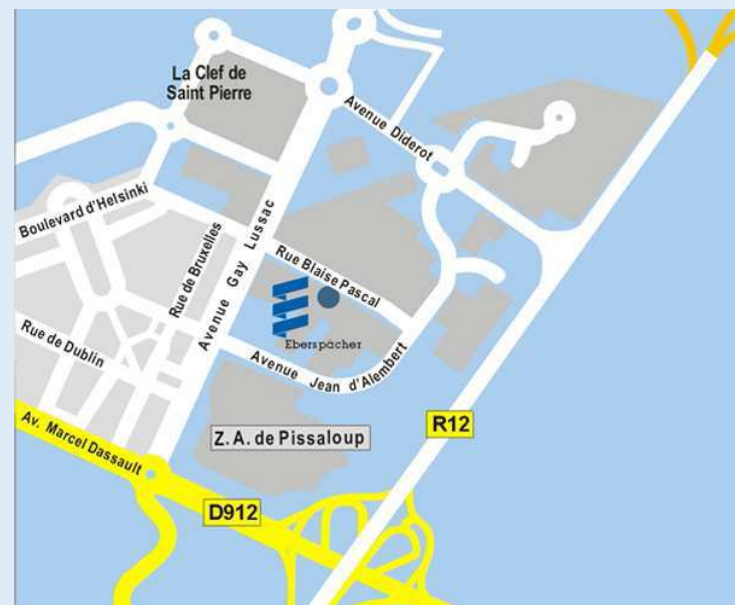 La Clef de
Saint Pierre
Avenue Diderot
Boulevard d'Helsinki
Rue de Bruxelles
Avenue Gay Lussac
Rue Blaise Pascal
Eberspächer
Rue de Dublin
Avenue Jean d'Alembert
Av. Marcel Dassault
Z.A. de Pissaloup
R12
D912